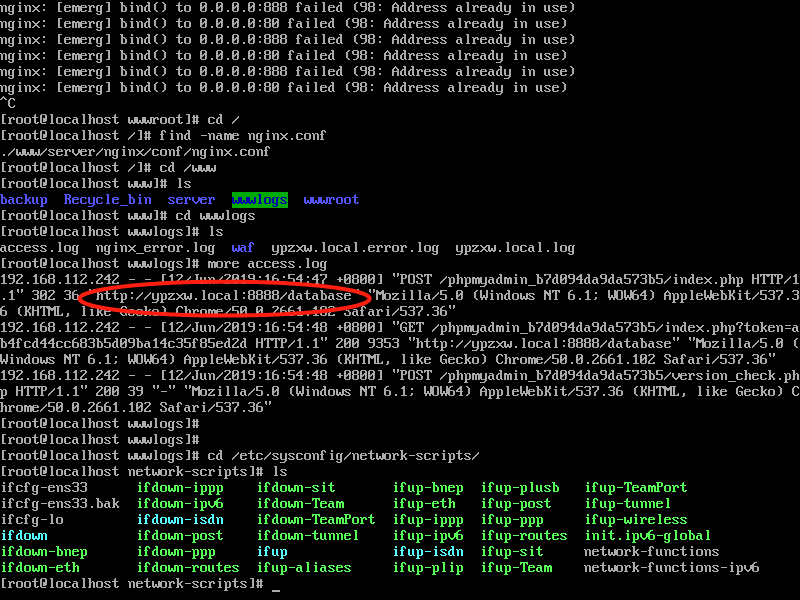 nginx: [emerg] bind() to 0.0.0.0:888 failed (98: Address already in use)
nginx: [emerg] bind() to 0.0.0.0:80 failed (98: Address already in use)
nginx: [emerg] bind() to 0.0.0.0:888 failed (98: Address already in use)
nginx: [emerg] bind() to 0.0.0.0:80 failed (98: Address already in use)
nginx: [emerg] bind() to 0.0.0.0:888 failed (98: Address already in use)
nginx: [emerg] bind() to 0.0.0.0:80 failed (98: Address already in use)
^C
[root@localhost wwwroot]# cd /
[root@localhost /]# find -name nginx.conf
./www/server/nginx/conf/nginx.conf
[root@localhost /]# cd /www
[root@localhost www]# ls
backup  Recycle_bin  server  wwwlogs  wwwroot
[root@localhost www]# cd wwwlogs
[root@localhost wwwlogs]# ls
access.log  nginx_error.log  waf  ypzxw.local.error.log  ypzxw.local.log
[root@localhost wwwlogs]# more access.log
192.168.112.242 - - [12/Jun/2019:16:54:47 +0800] "POST /phpmyadmin_b7d094da9da573b5/index.php HTTP/1
.1" 302 36 "http://ypzxw.local:8888/database" "Mozilla/5.0 (Windows NT 6.1; WOW64) AppleWebKit/537.3
6 (KHTML, like Gecko) Chrome/50.0.2661.102 Safari/537.36"
192.168.112.242 - - [12/Jun/2019:16:54:48 +0800] "GET /phpmyadmin_b7d094da9da573b5/index.php?token=a
b4fcd44cc683b5d09ba14c35f85ed2d HTTP/1.1" 200 9353 "http://ypzxw.local:8888/database" "Mozilla/5.0 (
Windows NT 6.1; WOW64) AppleWebKit/537.36 (KHTML, like Gecko) Chrome/50.0.2661.102 Safari/537.36"
192.168.112.242 - - [12/Jun/2019:16:54:48 +0800] "POST /phpmyadmin_b7d094da9da573b5/version_check.ph
p HTTP/1.1" 200 39 "-" "Mozilla/5.0 (Windows NT 6.1; WOW64) AppleWebKit/537.36 (KHTML, like Gecko) C
hrome/50.0.2661.102 Safari/537.36"
[root@localhost wwwlogs]#
[root@localhost wwwlogs]#
[root@localhost wwwlogs]# cd /etc/sysconfig/network-scripts/
[root@localhost network-scripts]# ls
ifcfg-ens33  ifdown-ippp  ifdown-sit  ifup-bnep  ifup-plusb  ifup-TeamPort
ifcfg-ens33.bak  ifdown-ipv6  ifdown-Team  ifup-eth  ifup-post  ifup-tunnel
ifcfg-lo  ifdown-isdn  ifdown-TeamPort  ifup-ippp  ifup-ppp  ifup-wireless
ifdown  ifdown-post  ifdown-tunnel  ifup-ipv6  ifup-routes  init.ipv6-global
ifdown-bnep  ifdown-ppp  ifup  ifup-isdn  ifup-sit  network-functions
ifdown-eth  ifdown-routes  ifup-aliases  ifup-plip  ifup-Team  network-functions-ipv6
[root@localhost network-scripts]# _